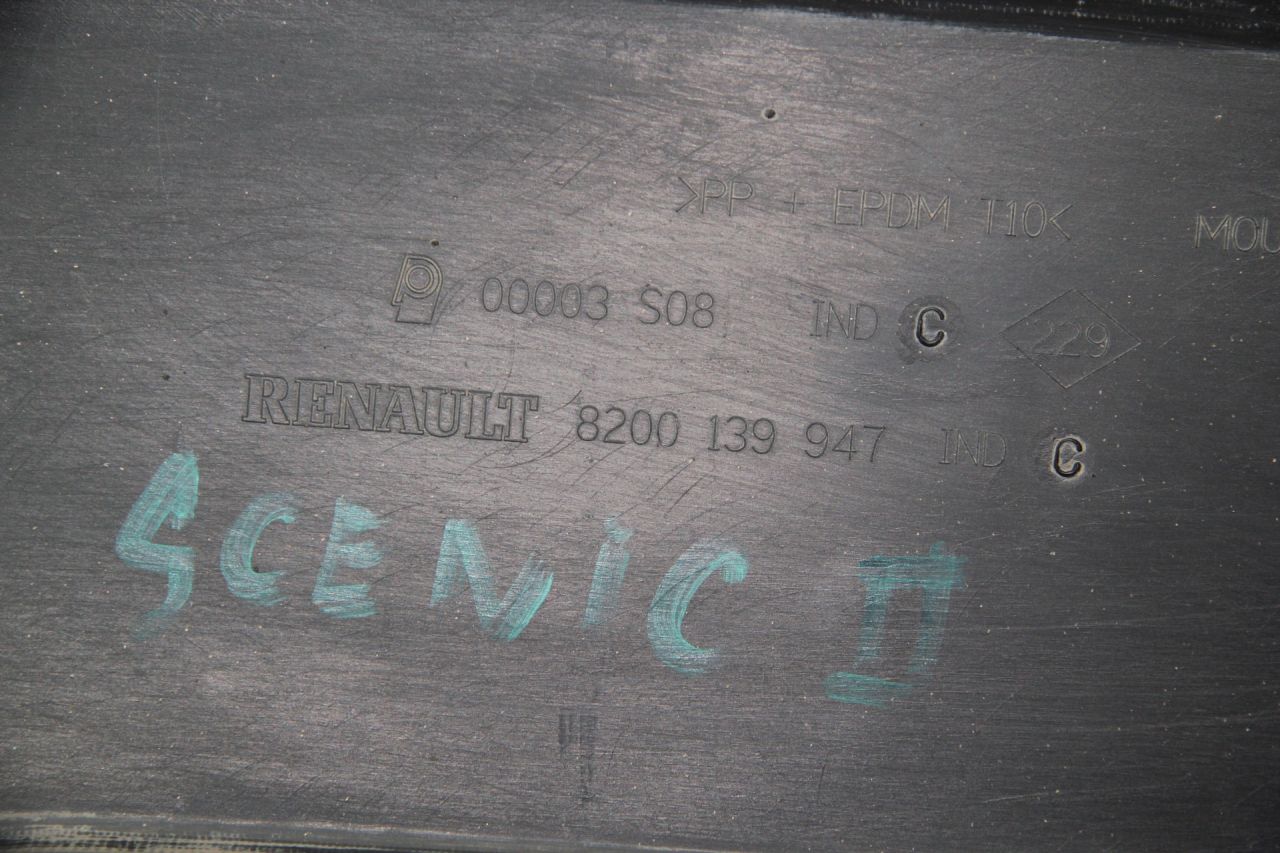 >PP + EPDM T10<
MOU
00003 S08 IND C 229
RENAULT 8200 139 947 IND C
SCENIC II